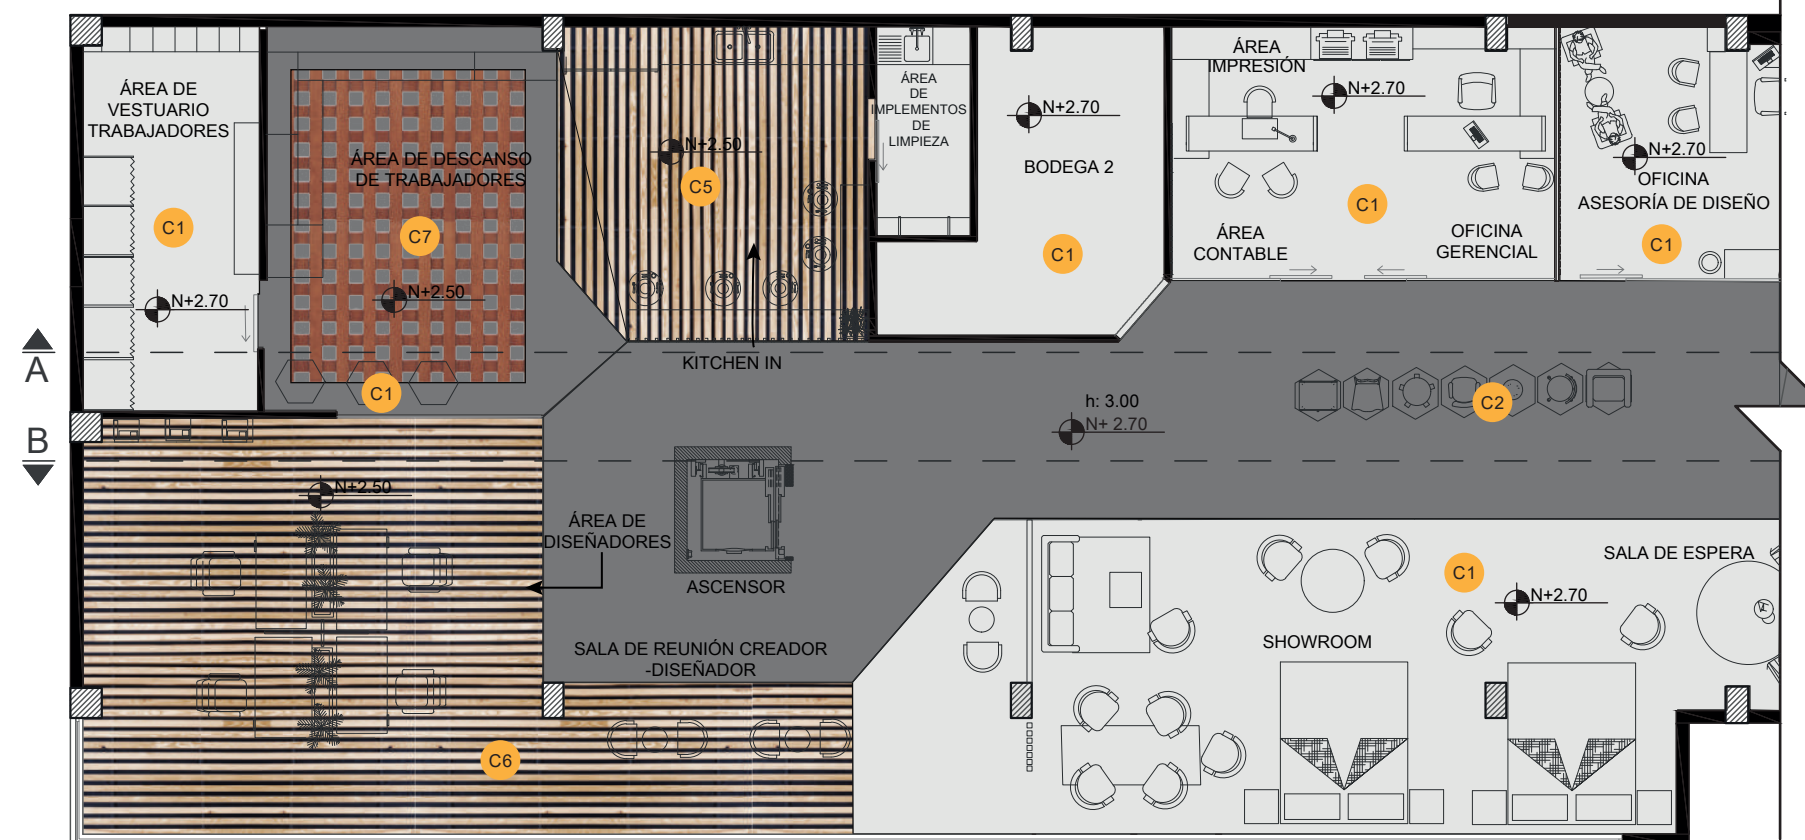 ÁREA DE
VESTUARIO
TRABAJADORES
C1
N+2.70
ÁREA DE DESCANSO
DE TRABAJADORES
C7
N+2.50
C1
N+2.50
C5
KITCHEN IN
ÁREA
DE
IMPLEMENTOS
DE
LIMPIEZA
N+2.70
BODEGA 2
C1
ÁREA
IMPRESIÓN
N+2.70
C1
ÁREA
CONTABLE
OFICINA
GERENCIAL
N+2.70
OFICINA
ASESORÍA DE DISEÑO
C1
A
B
h: 3.00
N+ 2.70
C2
N+2.50
ÁREA DE
DISEÑADORES
ASCENSOR
SALA DE REUNIÓN CREADOR
-DISEÑADOR
C6
SALA DE ESPERA
C1
N+2.70
SHOWROOM